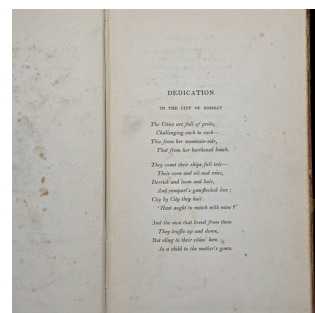 DEDICATION
TO THE CITY OF BOMBAY
The Cities are full of pride,
Challenging each to each—
This from her mountain-side,
That from her burthened beach.
They count their ships full tale—
Their corn and oil and wine,
Derrick and loom and bale,
And rampart's gun-flecked line;
City by City they hail:
'Hast aught to match with mine?'
And the men that breed from them
They traffic up and down,
But cling to their cities' hem
As a child to the mother's gown.